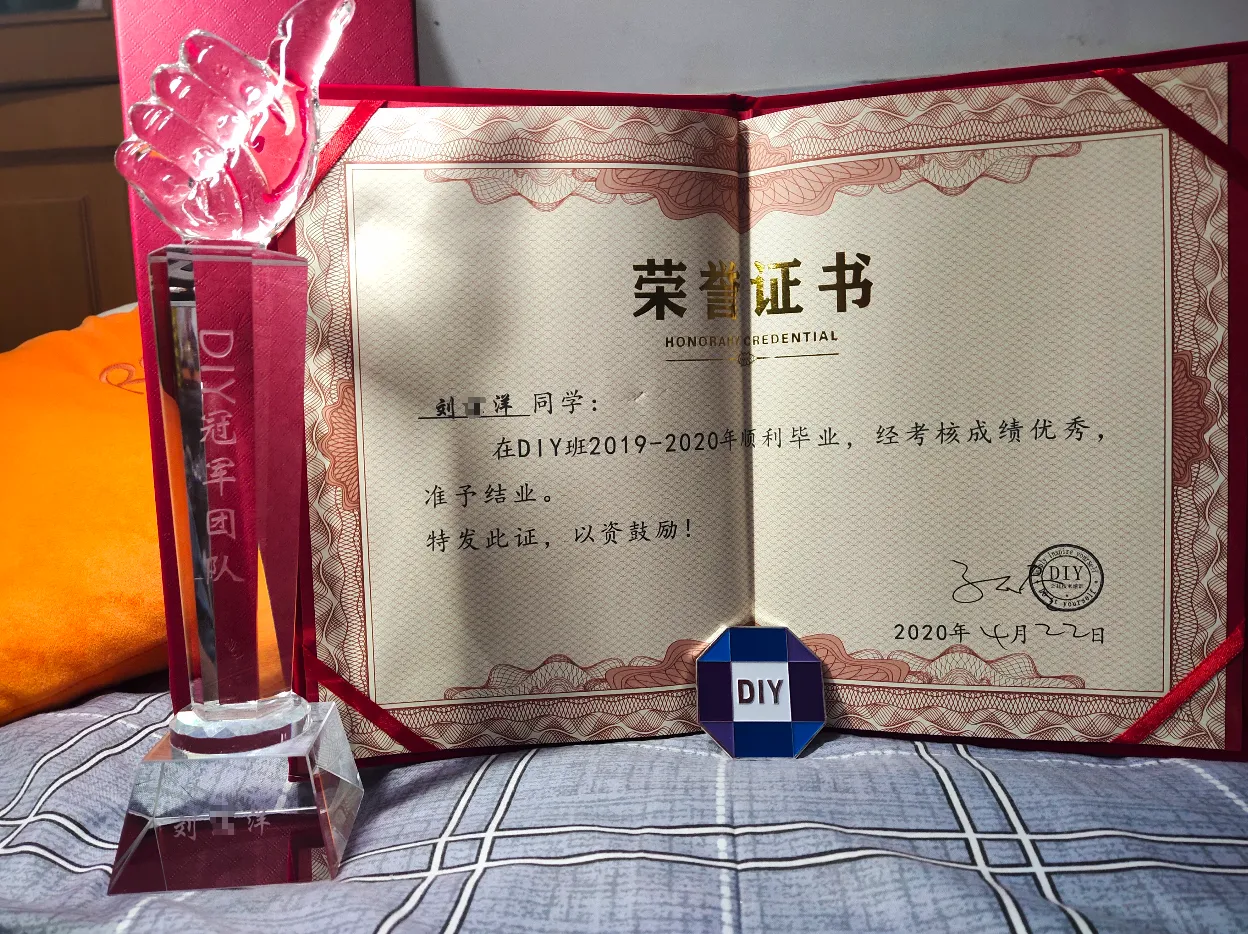 DIY冠军团队
刘 洋
荣誉证书
HONORARY CREDENTIAL
刘 洋 同学：
在DIY班2019-2020年顺利毕业，经考核成绩优秀，
准予结业。
特发此证，以资鼓励！
DIY
2020年4月22日
DIY